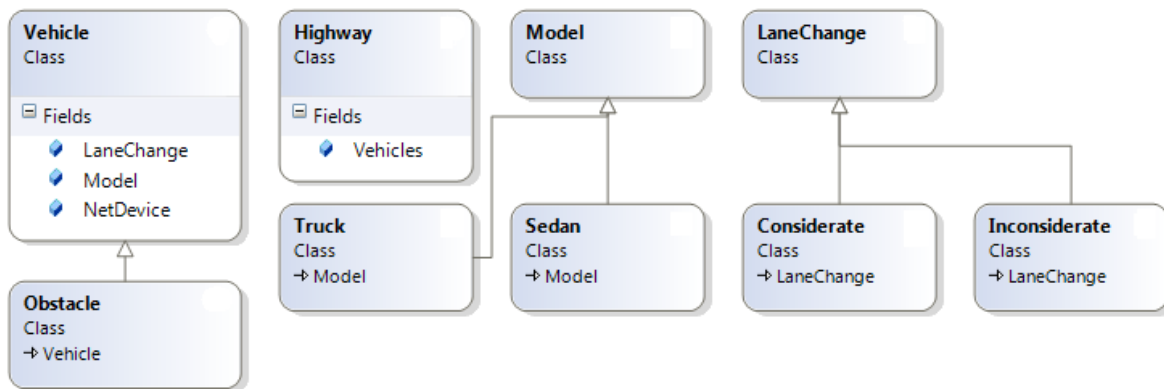 Vehicle
Class
Fields
LaneChange
Model
NetDevice
Highway
Class
Fields
Vehicles
Model
Class
LaneChange
Class
Obstacle
Class
Vehicle
Truck
Class
Model
Sedan
Class
Model
Considerate
Class
LaneChange
Inconsiderate
Class
LaneChange